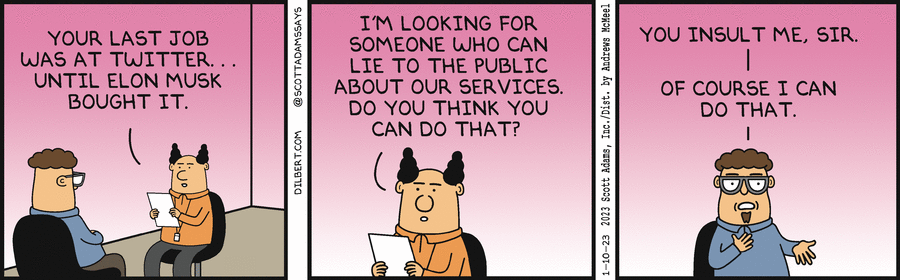 YOUR LAST JOB
WAS AT TWITTER...
UNTIL ELON MUSK
BOUGHT IT.
DILBERT.COM @SCOTTADAMSSAYS
I'M LOOKING FOR
SOMEONE WHO CAN
LIE TO THE PUBLIC
ABOUT OUR SERVICES.
DO YOU THINK YOU
CAN DO THAT?
1-10-23 2023 Scott Adams, Inc./Dist. by Andrews McMeel
YOU INSULT ME, SIR.
OF COURSE I CAN
DO THAT.